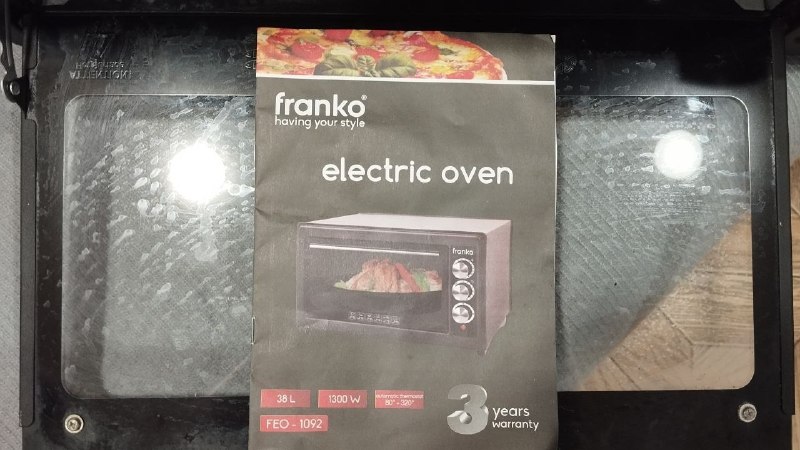 franko®
having your style
electric oven
franko
38 L
1300 W
automatic thermostat
80° - 320°
FEO - 1092
3 years
warranty